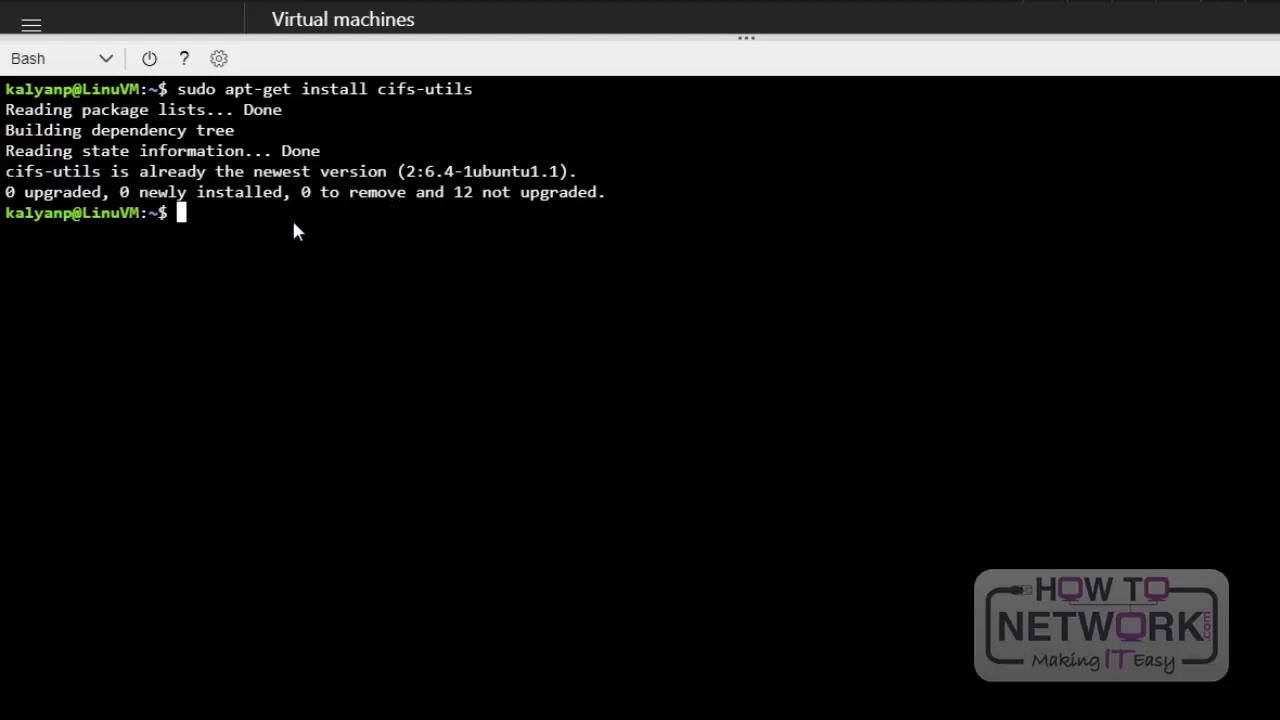 Virtual machines
Bash
?
kalyanp@LinuVM:~$ sudo apt-get install cifs-utils
Reading package lists... Done
Building dependency tree
Reading state information... Done
cifs-utils is already the newest version (2:6.4-1ubuntu1.1).
0 upgraded, 0 newly installed, 0 to remove and 12 not upgraded.
kalyanp@LinuVM:~$
HOW TO
NETWORK.com
Making IT Easy